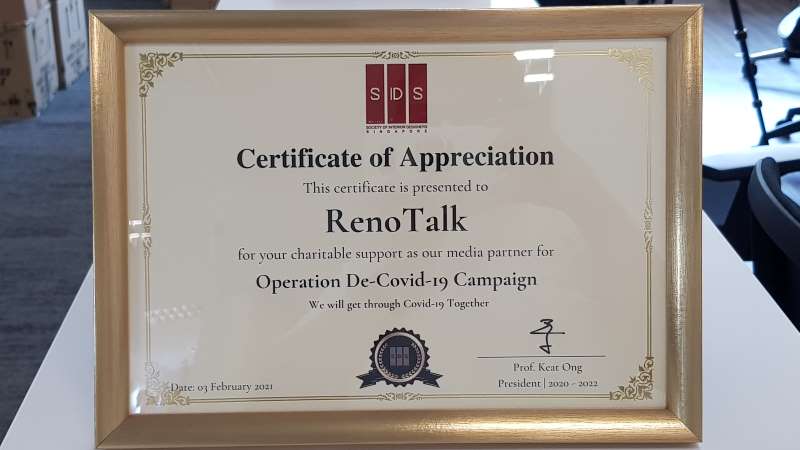 SIDS
SOCIETY OF INTERIOR DESIGNERS
SINGAPORE
Certificate of Appreciation
This certificate is presented to
RenoTalk
for your charitable support as our media partner for
Operation De-Covid-19 Campaign
We will get through Covid-19 Together
Prof. Keat Ong
Date: 03 February 2021
President | 2020 - 2022